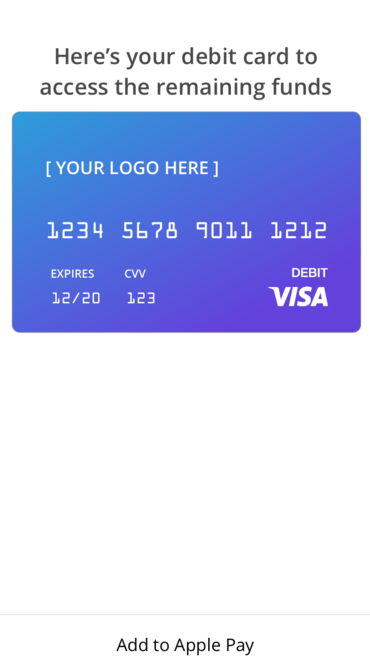 Here’s your debit card to
access the remaining funds
[ YOUR LOGO HERE ]
1234 5678 9011 1212
EXPIRES CVV
DEBIT
12/20 123
VISA
Add to Apple Pay